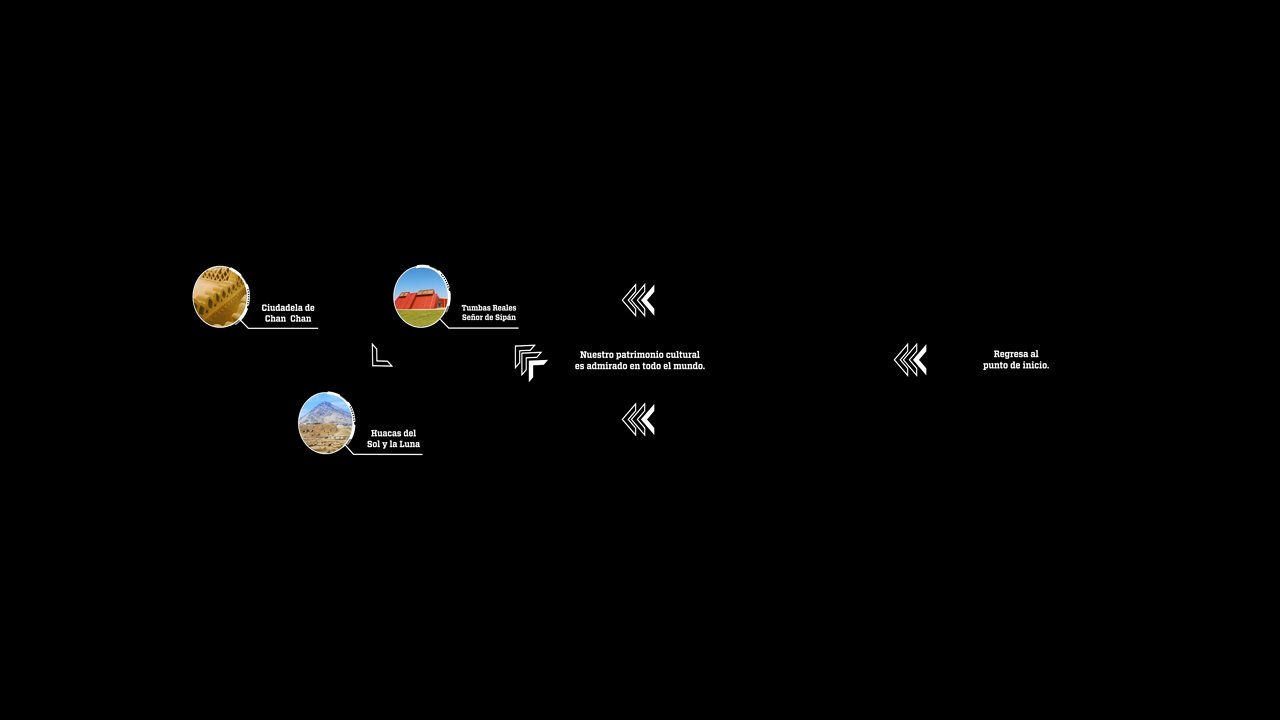 Ciudadela de
Chan Chan
Tumbas Reales
Señor de Sipán
Nuestro patrimonio cultural
es admirado en todo el mundo.
Regresa al
punto de inicio.
Huacas del
Sol y la Luna